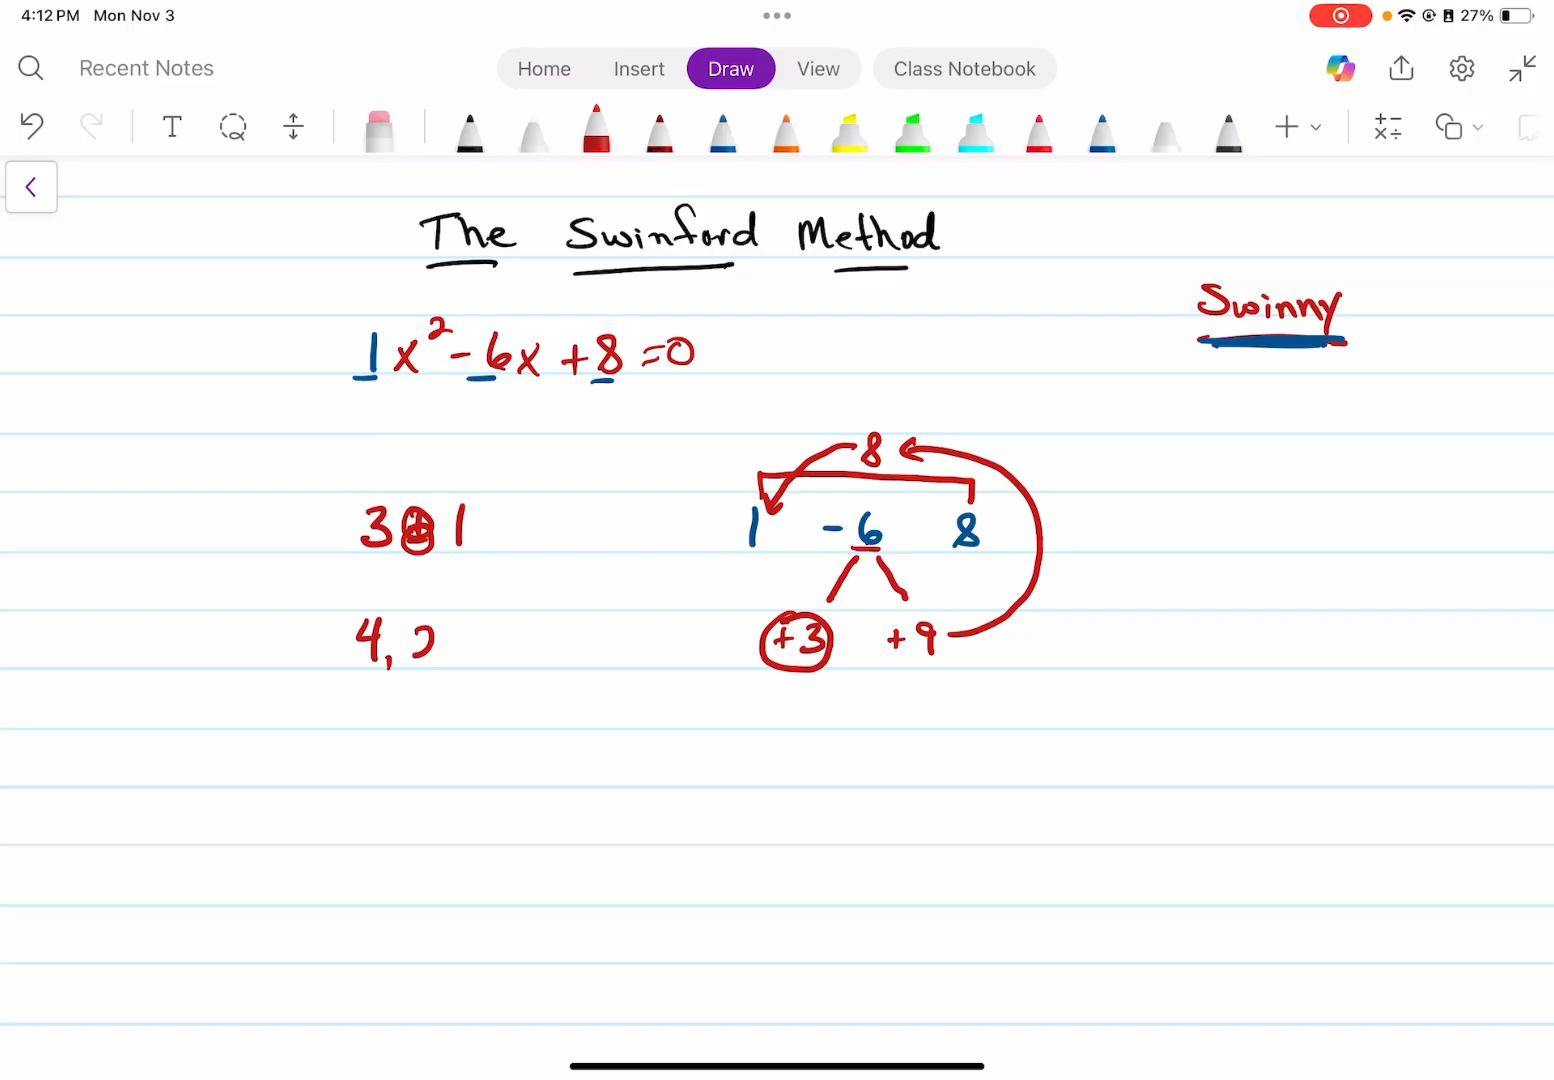 4:12 PM Mon Nov 3
27%
Recent Notes
Home Insert Draw View Class Notebook
T
The Swinford Method
Swinny
1x² - 6x + 8 = 0
8
3 + 1
1 -6 8
4,
+3 +9